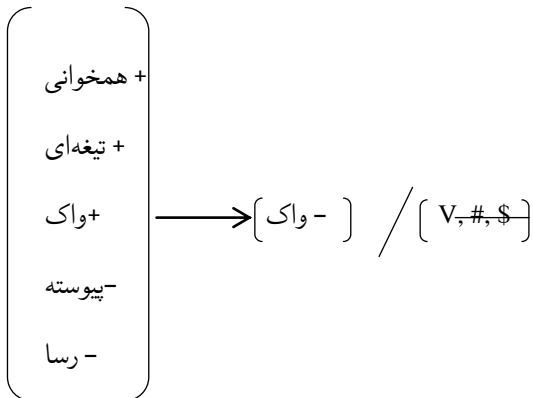 + همخوانی
+ تیغه‌ای
+واک
[ - واک ] / [ V, #, $ ]
-پیوسته
- رسا